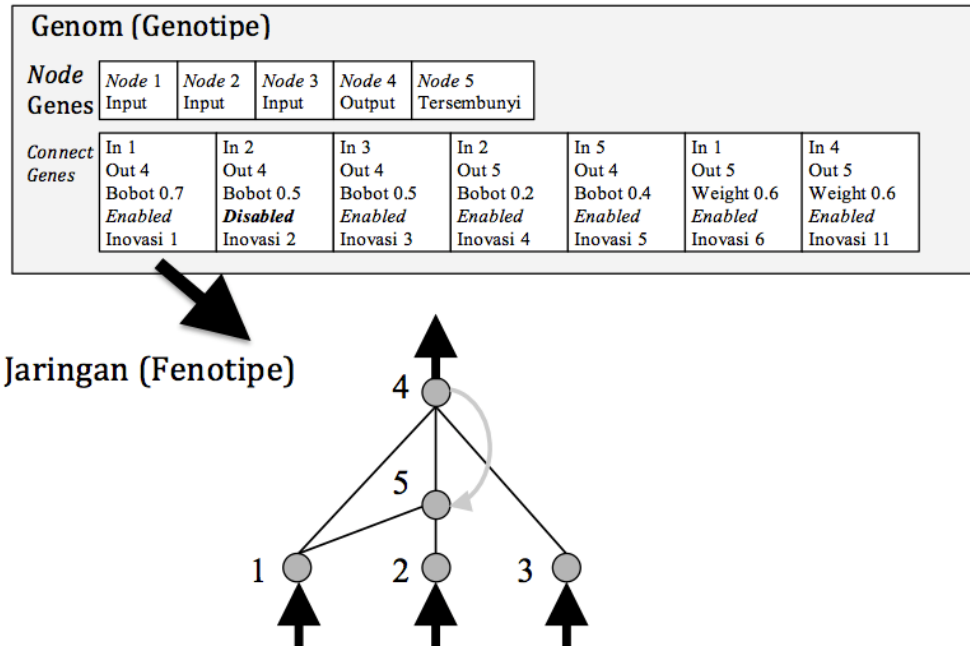 Genom (Genotipe)
Node Genes
Node 1 Input
Node 2 Input
Node 3 Input
Node 4 Output
Node 5 Tersembunyi
Connect Genes
In 1
Out 4
Bobot 0.7
Enabled
Inovasi 1
In 2
Out 4
Bobot 0.5
Disabled
Inovasi 2
In 3
Out 4
Bobot 0.5
Enabled
Inovasi 3
In 2
Out 5
Bobot 0.2
Enabled
Inovasi 4
In 5
Out 4
Bobot 0.4
Enabled
Inovasi 5
In 1
Out 5
Weight 0.6
Enabled
Inovasi 6
In 4
Out 5
Weight 0.6
Enabled
Inovasi 11
Jaringan (Fenotipe)
4
5
1
2
3